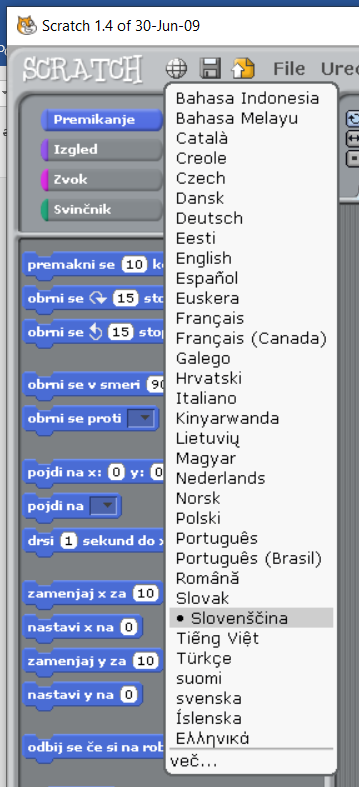 Scratch 1.4 of 30-Jun-09
SCRATCH File Ured
Premikanje
Izgled
Zvok
Svinčnik
premakni se 10 k
obrni se 15 sto
obrni se 15 stop
obrni se v smeri 90
obrni se proti
pojdi na x: 0 y: 0
pojdi na
drsi 1 sekund do x
zamenjaj x za 10
nastavi x na 0
zamenjaj y za 10
nastavi y na 0
odbij se če si na rob
Bahasa Indonesia
Bahasa Melayu
Català
Creole
Czech
Dansk
Deutsch
Eesti
English
Español
Euskera
Français
Français (Canada)
Galego
Hrvatski
Italiano
Kinyarwanda
Lietuvių
Magyar
Nederlands
Norsk
Polski
Português
Português (Brasil)
Română
Slovak
• Slovenščina
Tiếng Việt
Türkçe
suomi
svenska
Íslenska
Ελληνικά
več...